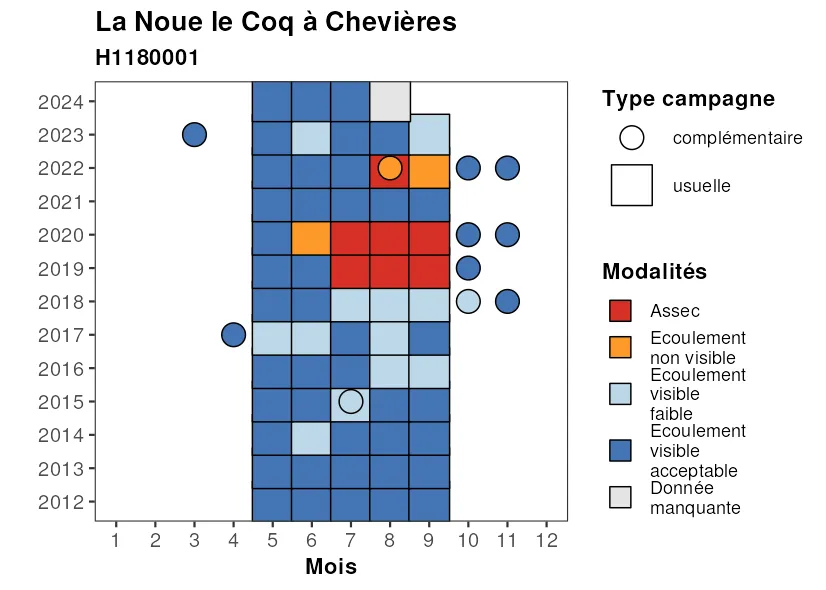 La Noue le Coq à Chevières
H1180001
2024
2023
2022
2021
2020
2019
2018
2017
2016
2015
2014
2013
2012
1 2 3 4 5 6 7 8 9 10 11 12
Mois
Type campagne
complémentaire
usuelle
Modalités
Assec
Ecoulement
non visible
Ecoulement
visible
faible
Ecoulement
visible
acceptable
Donnée
manquante